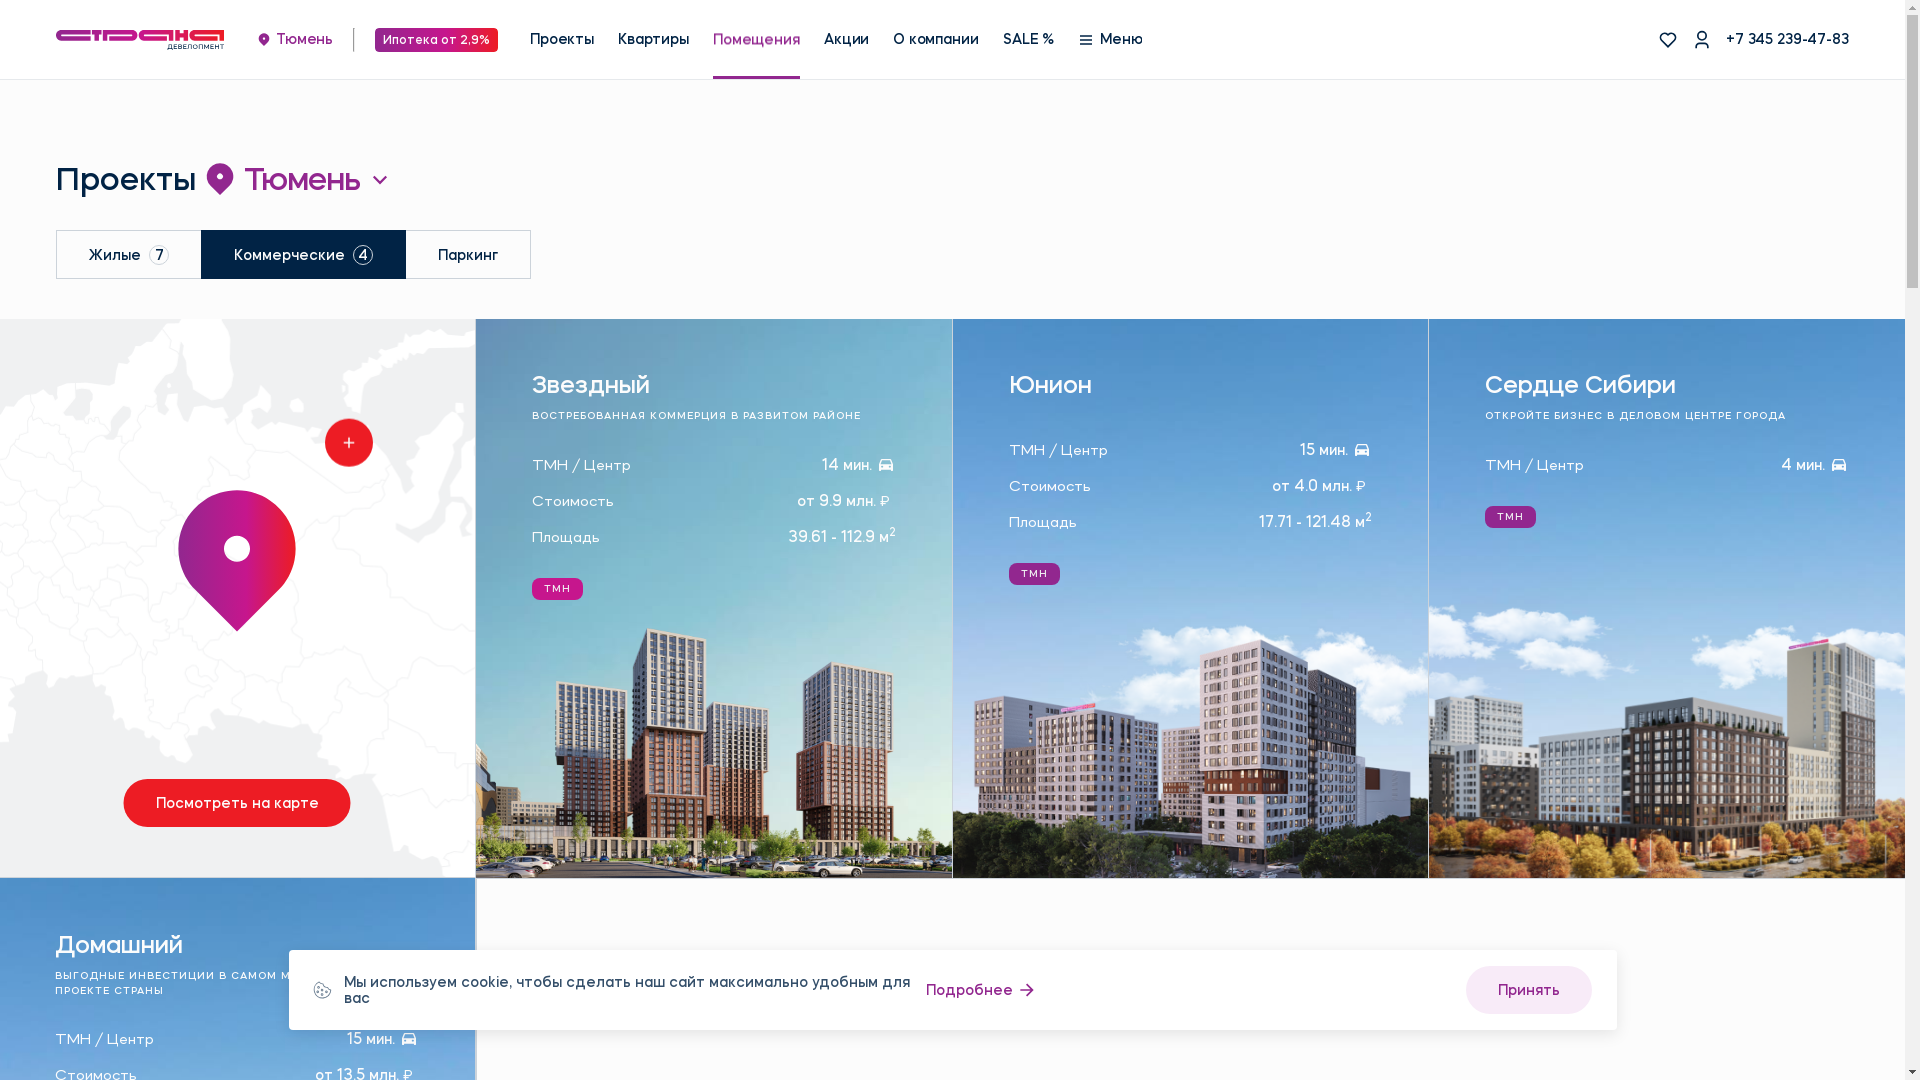 страна
ДЕВЕЛОПМЕНТ
Тюмень
Ипотека от 2,9%
Проекты
Квартиры
Помещения
Акции
О компании
SALE %
Меню
+7 345 239-47-83
Проекты Тюмень
Жилые 7
Коммерческие 4
Паркинг
Посмотреть на карте
Звездный
ВОСТРЕБОВАННАЯ КОММЕРЦИЯ В РАЗВИТОМ РАЙОНЕ
ТМН / Центр 14 мин.
Стоимость от 9.9 млн. ₽
Площадь 39.61 - 112.9 м²
ТМН
Юнион
ТМН / Центр 15 мин.
Стоимость от 4.0 млн. ₽
Площадь 17.71 - 121.48 м²
ТМН
Сердце Сибири
ОТКРОЙТЕ БИЗНЕС В ДЕЛОВОМ ЦЕНТРЕ ГОРОДА
ТМН / Центр 4 мин.
ТМН
Домашний
ВЫГОДНЫЕ ИНВЕСТИЦИИ В САМОМ
ПРОЕКТЕ СТРАНЫ
ТМН / Центр 15 мин.
Стоимость от 13.5 млн. ₽
Мы используем cookie, чтобы сделать наш сайт максимально удобным для
вас
Подробнее
Принять